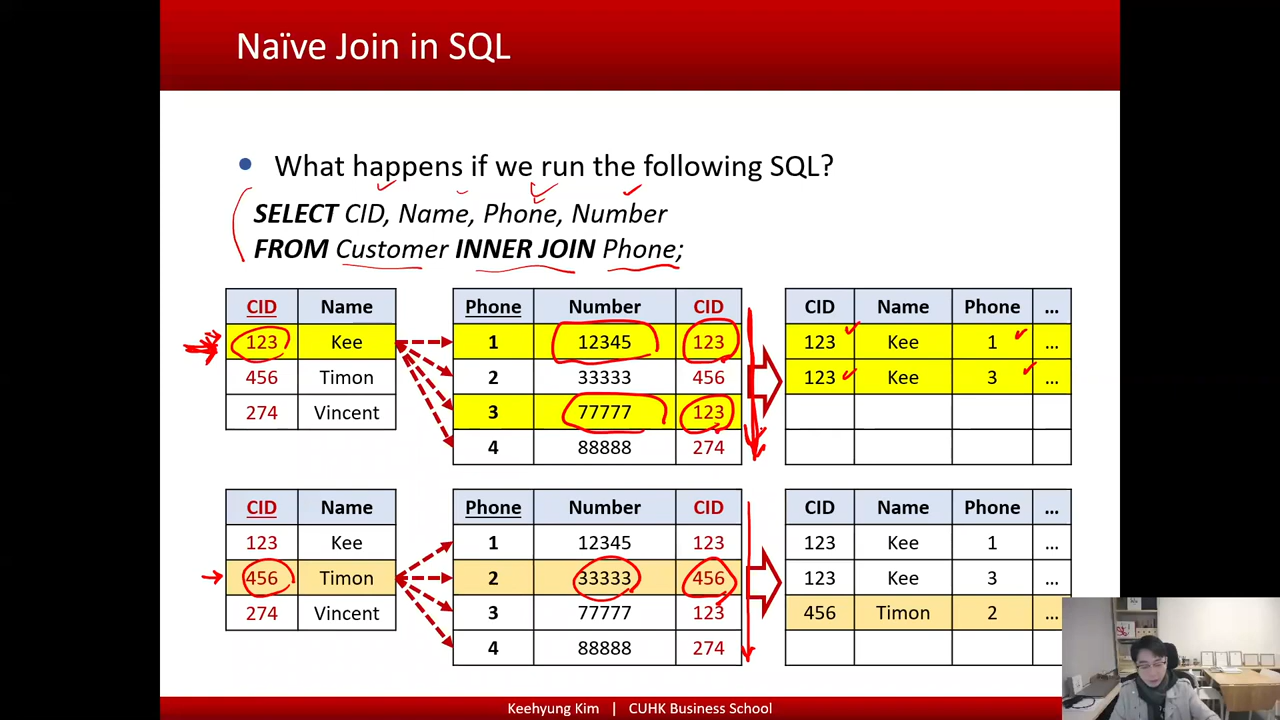 Naïve Join in SQL
• What happens if we run the following SQL?
SELECT CID, Name, Phone, Number
FROM Customer INNER JOIN Phone;
CID Name
123 Kee
456 Timon
274 Vincent
Phone Number CID
1 12345 123
2 33333 456
3 77777 123
4 88888 274
CID Name Phone ...
123 Kee 1 ...
123 Kee 3 ...
CID Name
123 Kee
456 Timon
274 Vincent
Phone Number CID
1 12345 123
2 33333 456
3 77777 123
4 88888 274
CID Name Phone ...
123 Kee 1 ...
123 Kee 3 ...
456 Timon 2 ...
Keehyung Kim | CUHK Business School